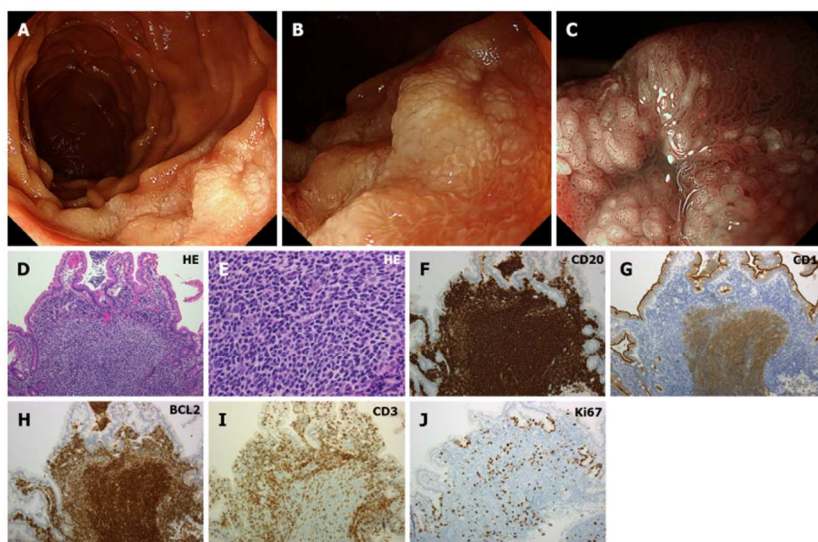 A
B
C
D HE
E HE
F CD20
G CD1
H BCL2
I CD3
J Ki67